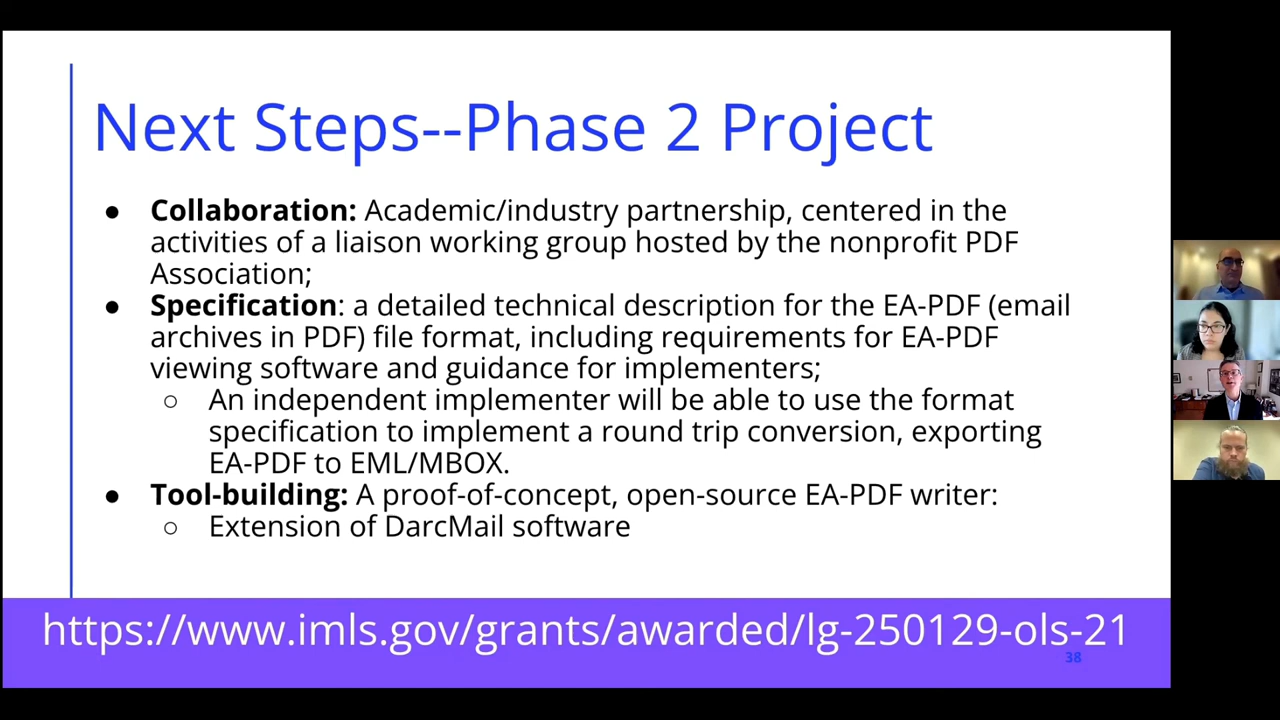 Next Steps--Phase 2 Project
● Collaboration: Academic/industry partnership, centered in the
activities of a liaison working group hosted by the nonprofit PDF
Association;
● Specification: a detailed technical description for the EA-PDF (email
archives in PDF) file format, including requirements for EA-PDF
viewing software and guidance for implementers;
○ An independent implementer will be able to use the format
specification to implement a round trip conversion, exporting
EA-PDF to EML/MBOX.
● Tool-building: A proof-of-concept, open-source EA-PDF writer:
○ Extension of DarcMail software
https://www.imls.gov/grants/awarded/lg-250129-ols-21
38